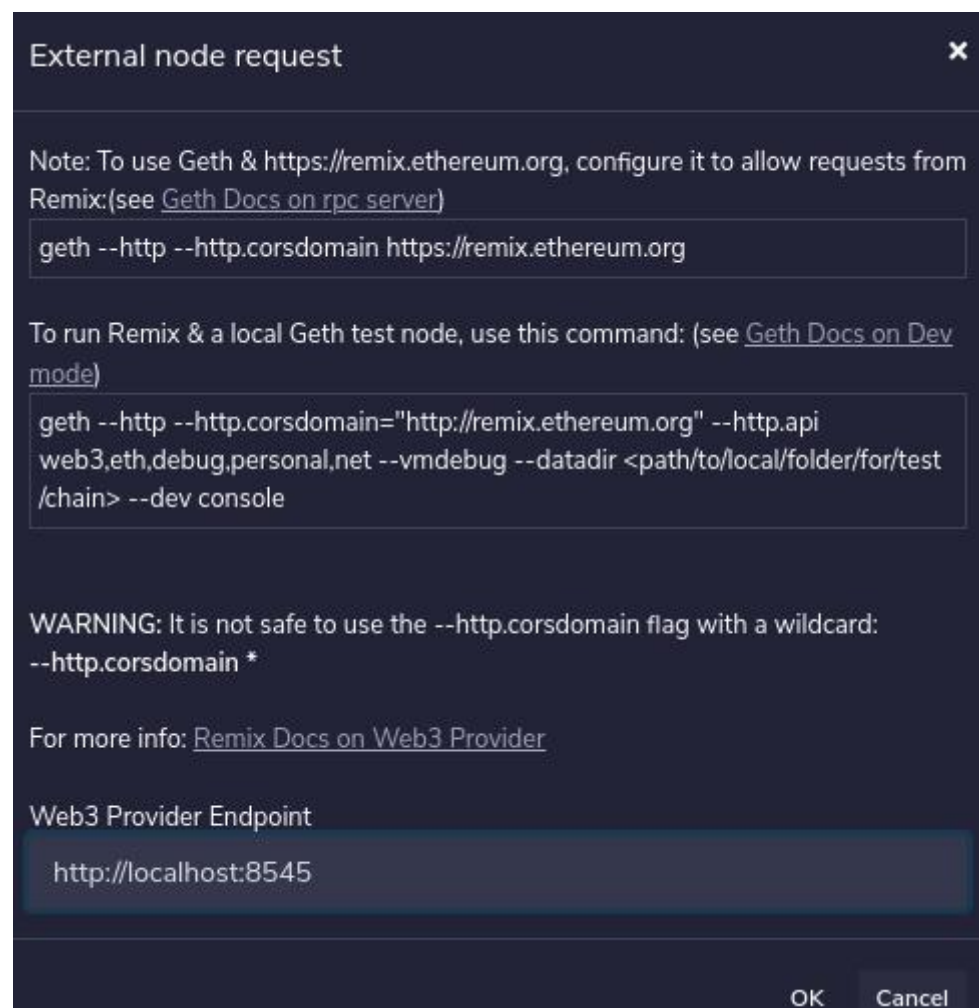 External node request ×
Note: To use Geth & https://remix.ethereum.org, configure it to allow requests from
Remix:(see Geth Docs on rpc server)
geth --http --http.corsdomain https://remix.ethereum.org
To run Remix & a local Geth test node, use this command: (see Geth Docs on Dev
mode)
geth --http --http.corsdomain="http://remix.ethereum.org" --http.api
web3,eth,debug,personal,net --vmdebug --datadir <path/to/local/folder/for/test
/chain> --dev console
WARNING: It is not safe to use the --http.corsdomain flag with a wildcard:
--http.corsdomain *
For more info: Remix Docs on Web3 Provider
Web3 Provider Endpoint
http://localhost:8545
OK Cancel